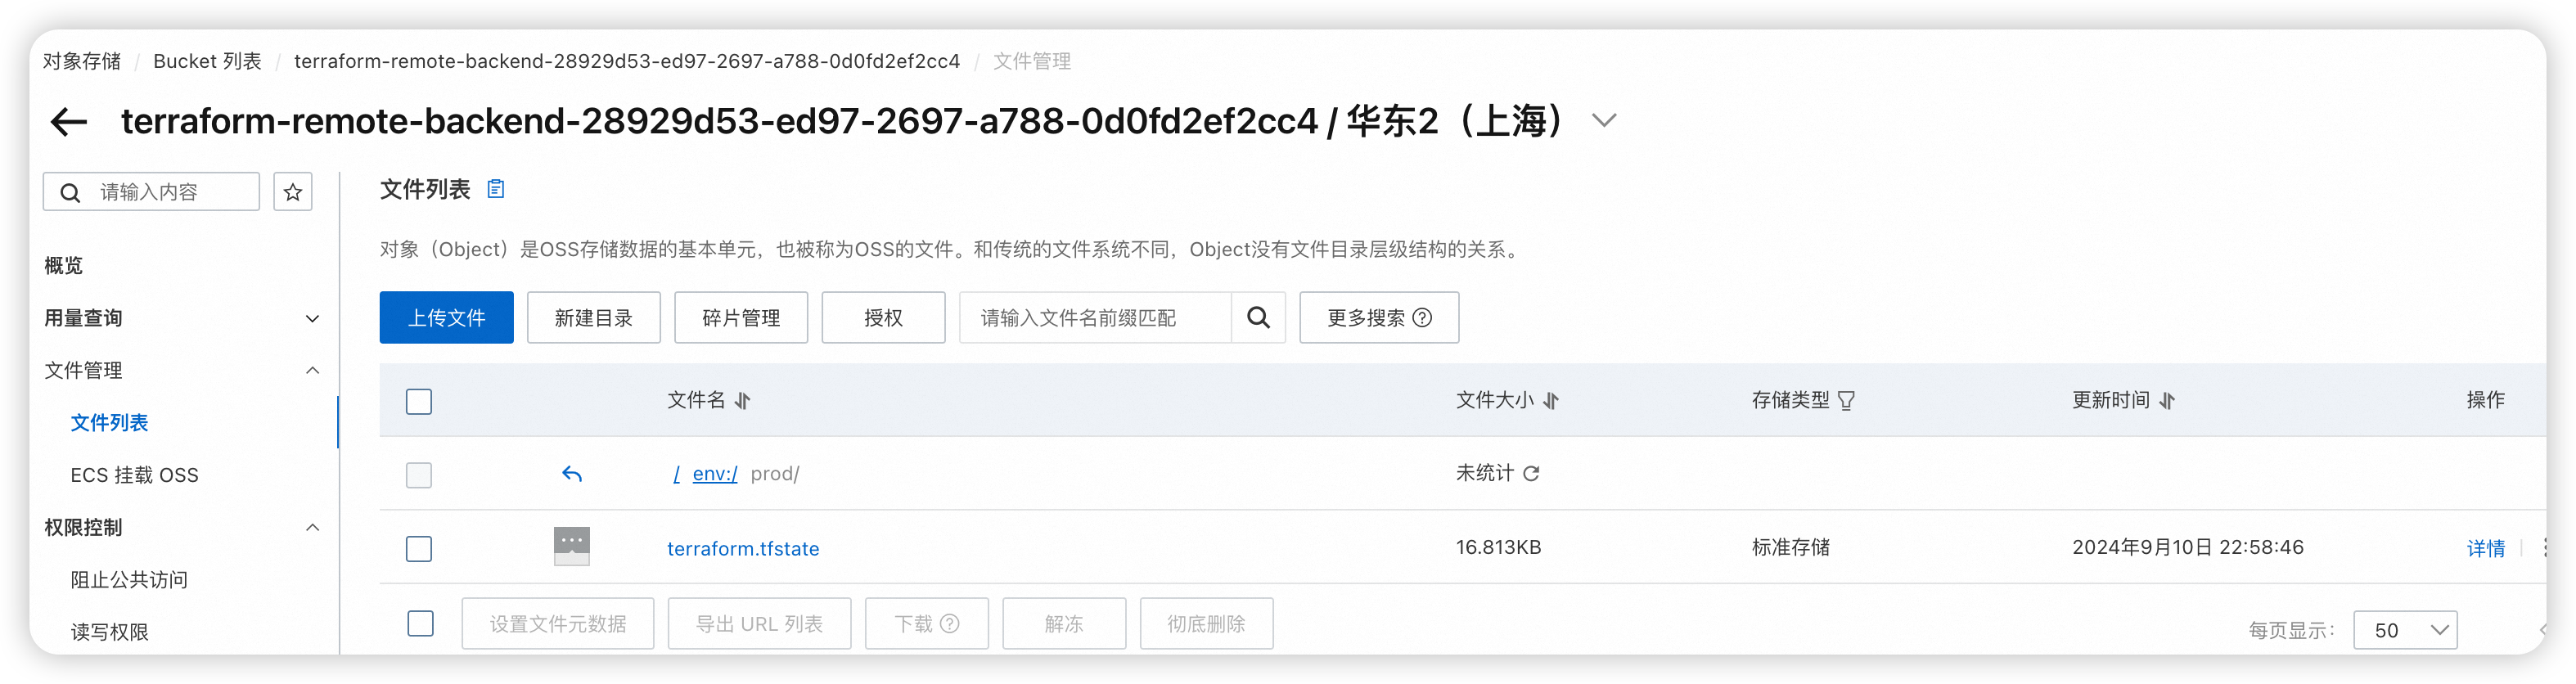 对象存储 / Bucket 列表 / terraform-remote-backend-28929d53-ed97-2697-a788-0d0fd2ef2cc4 / 文件管理
terraform-remote-backend-28929d53-ed97-2697-a788-0d0fd2ef2cc4 / 华东2（上海）
请输入内容
概览
用量查询
文件管理
文件列表
ECS 挂载 OSS
权限控制
阻止公共访问
读写权限
文件列表
对象（Object）是OSS存储数据的基本单元，也被称为OSS的文件。和传统的文件系统不同，Object没有文件目录层级结构的关系。
上传文件 新建目录 碎片管理 授权 请输入文件名前缀匹配 更多搜索
文件名 文件大小 存储类型 更新时间 操作
/ env:/ prod/ 未统计
terraform.tfstate 16.813KB 标准存储 2024年9月10日 22:58:46 详情
设置文件元数据 导出 URL 列表 下载 解冻 彻底删除 每页显示： 50